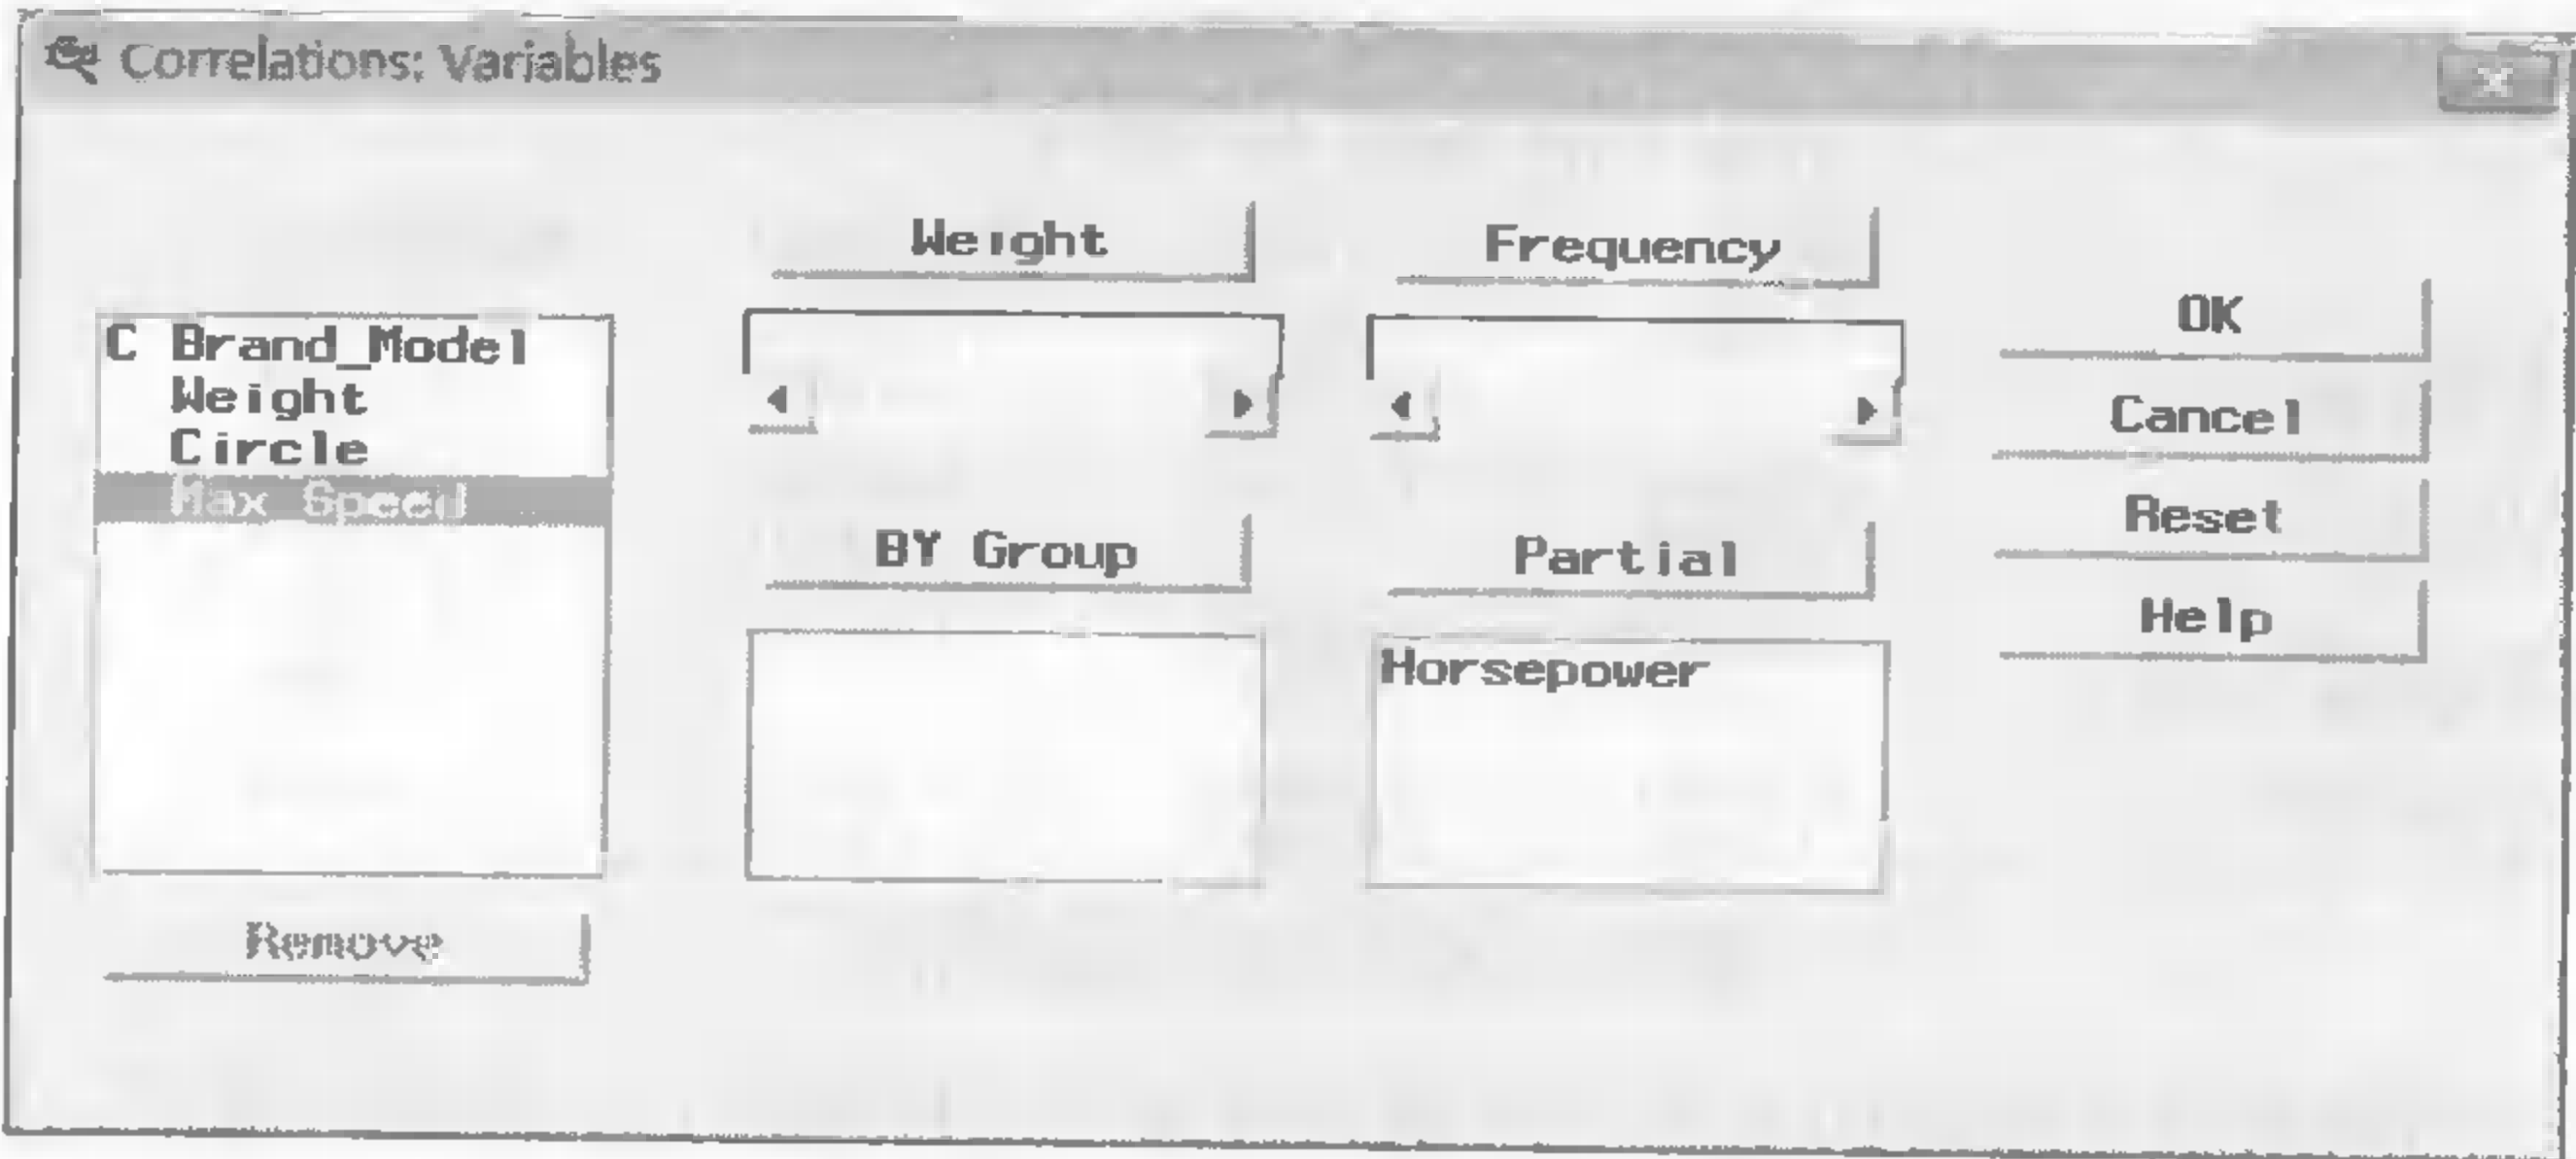 Correlations: Variables
Weight
Frequency
C Brand_Model
Weight
Circle
Max Speed
BY Group
Partial
Horsepower
OK
Cancel
Reset
Help
Remove